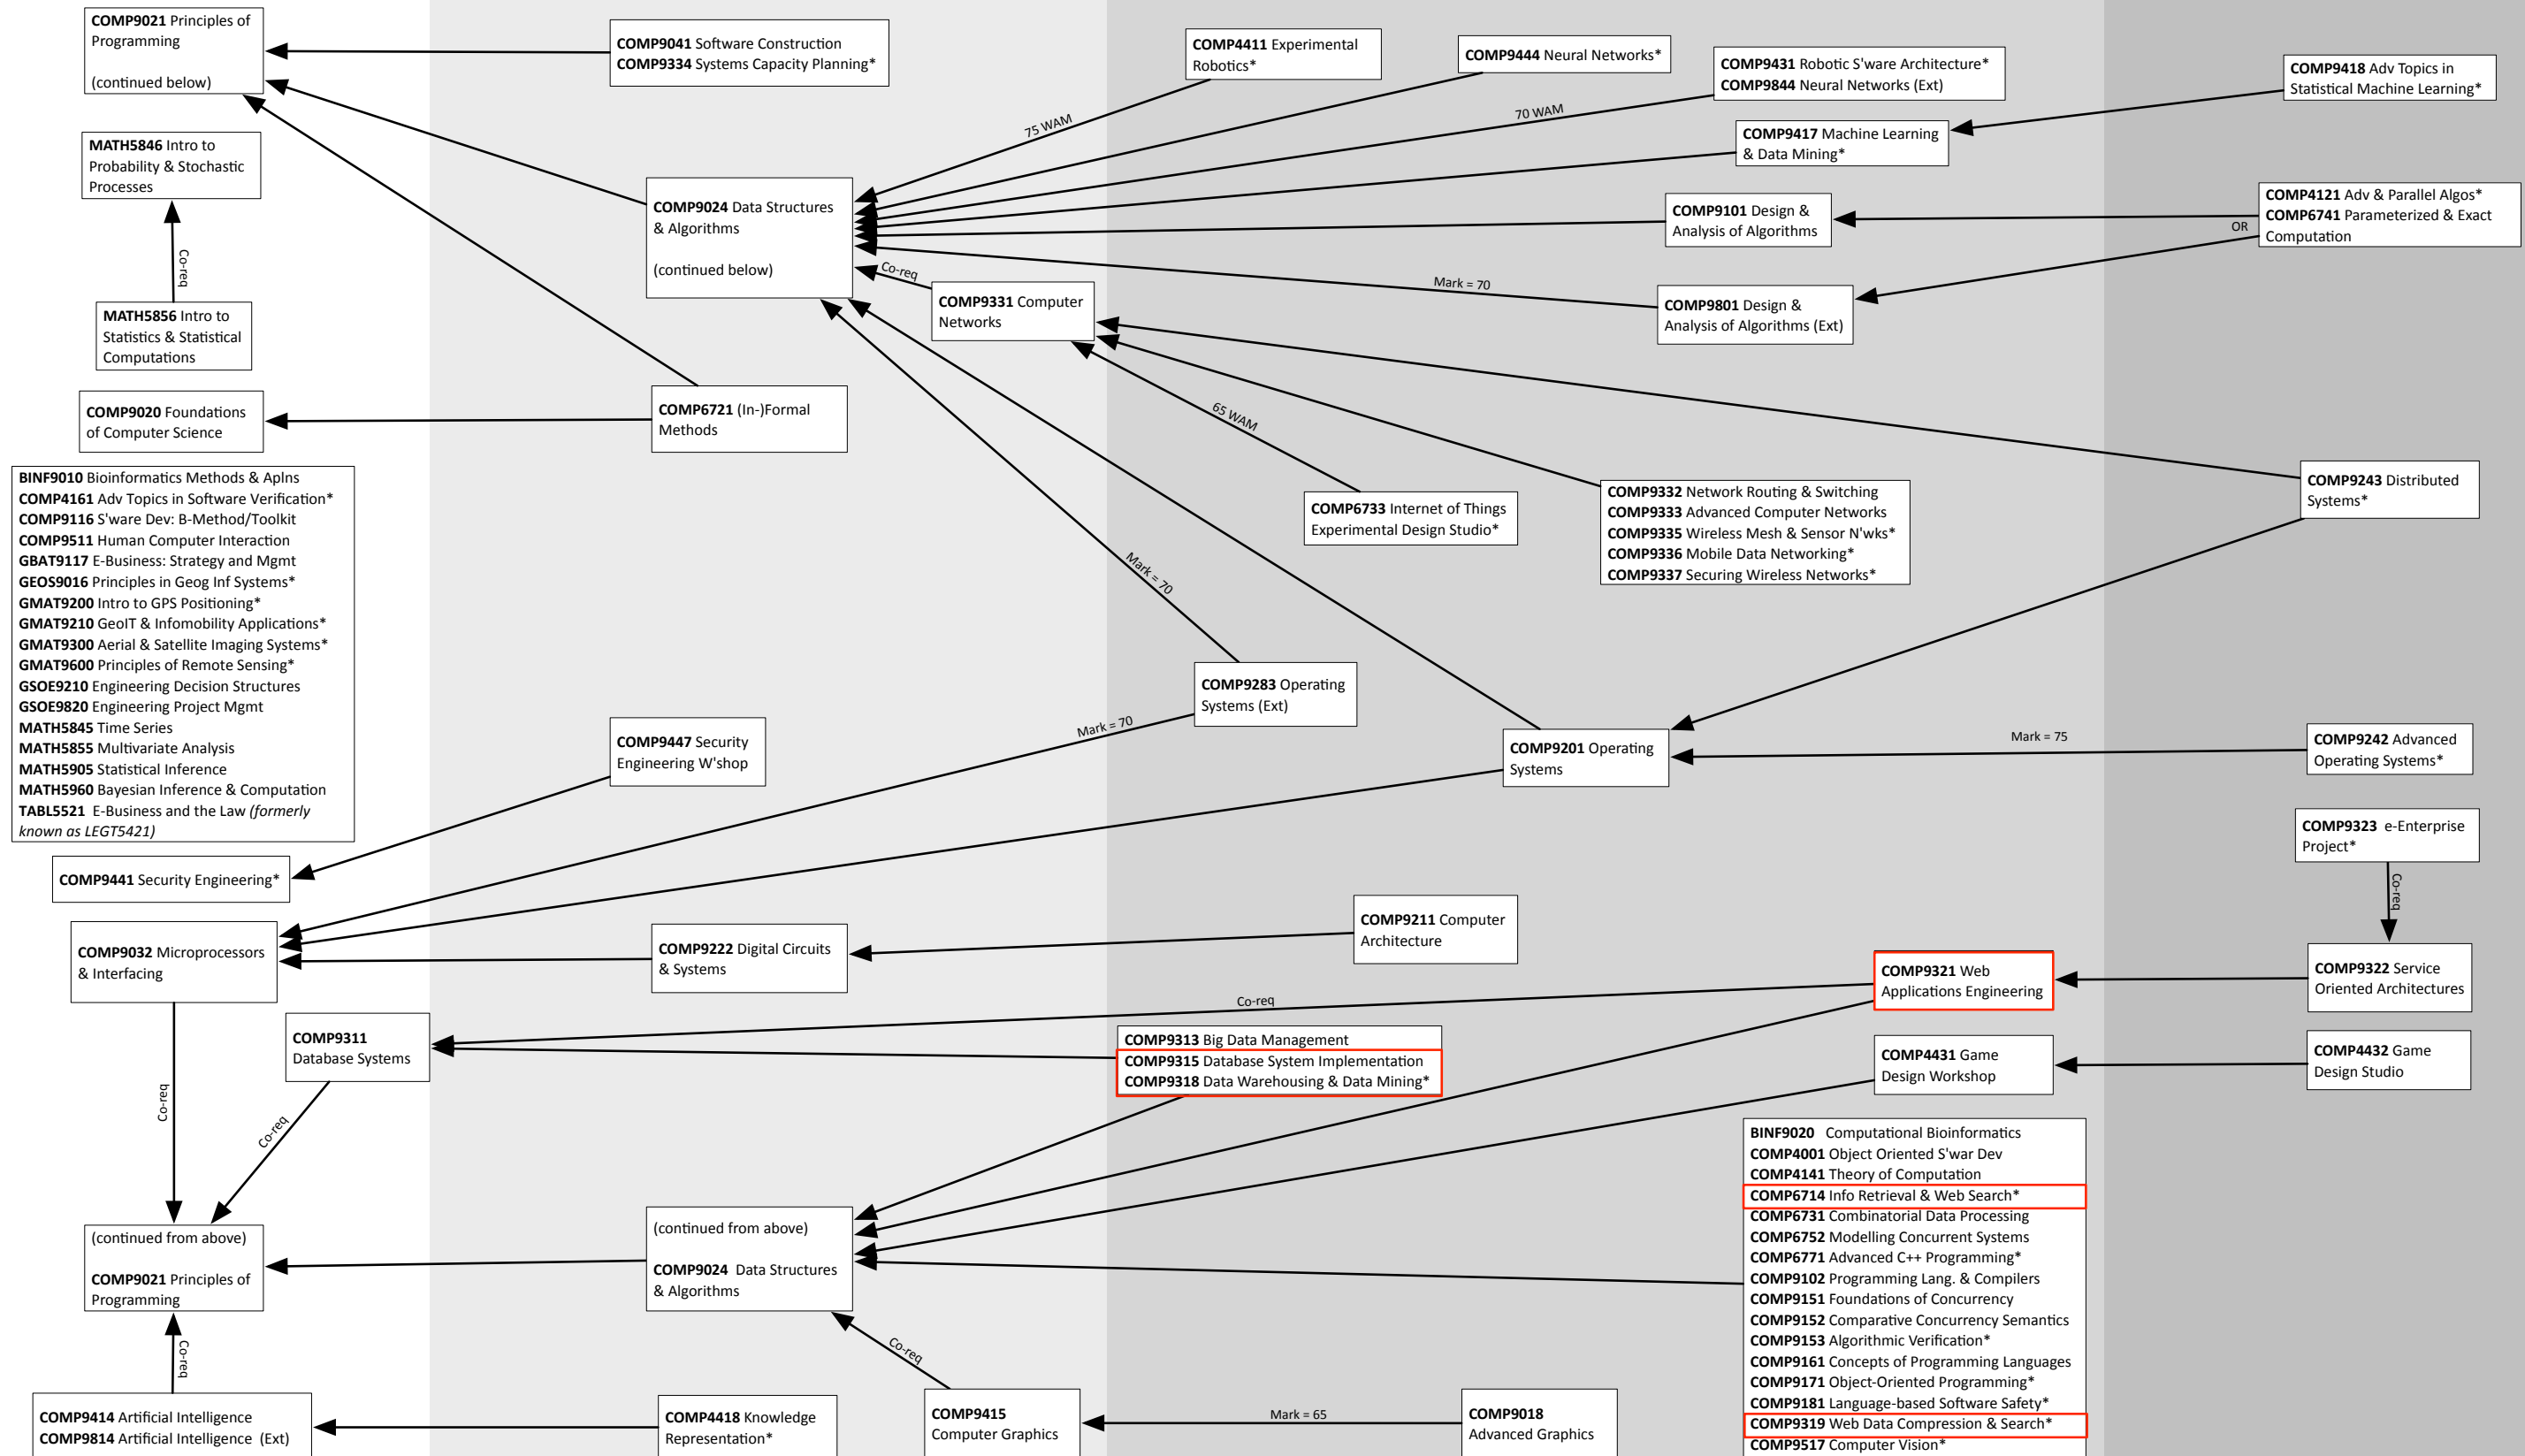 COMP9021 Principles of
Programming
(continued below)
COMP9041 Software Construction
COMP9334 Systems Capacity Planning*
COMP4411 Experimental
Robotics*
COMP9444 Neural Networks*
COMP9431 Robotic S'ware Architecture*
COMP9844 Neural Networks (Ext)
COMP9418 Adv Topics in
Statistical Machine Learning*
75 WAM
70 WAM
COMP9417 Machine Learning
& Data Mining*
MATH5846 Intro to
Probability & Stochastic
Processes
Co-req
MATH5856 Intro to
Statistics & Statistical
Computations
COMP9024 Data Structures
& Algorithms
(continued below)
COMP9101 Design &
Analysis of Algorithms
COMP4121 Adv & Parallel Algos*
COMP6741 Parameterized & Exact
Computation
OR
Co-req
COMP9331 Computer
Networks
Mark = 70
COMP9801 Design &
Analysis of Algorithms (Ext)
COMP9020 Foundations
of Computer Science
COMP6721 (In-)Formal
Methods
65 WAM
BINF9010 Bioinformatics Methods & Aplns
COMP4161 Adv Topics in Software Verification*
COMP9116 S'ware Dev: B-Method/Toolkit
COMP9511 Human Computer Interaction
GBAT9117 E-Business: Strategy and Mgmt
GEOS9016 Principles in Geog Inf Systems*
GMAT9200 Intro to GPS Positioning*
GMAT9210 GeoIT & Infomobility Applications*
GMAT9300 Aerial & Satellite Imaging Systems*
GMAT9600 Principles of Remote Sensing*
GSOE9210 Engineering Decision Structures
GSOE9820 Engineering Project Mgmt
MATH5845 Time Series
MATH5855 Multivariate Analysis
MATH5905 Statistical Inference
MATH5960 Bayesian Inference & Computation
TABL5521 E-Business and the Law (formerly
known as LEGT5421)
COMP6733 Internet of Things
Experimental Design Studio*
COMP9332 Network Routing & Switching
COMP9333 Advanced Computer Networks
COMP9335 Wireless Mesh & Sensor N'wks*
COMP9336 Mobile Data Networking*
COMP9337 Securing Wireless Networks*
COMP9243 Distributed
Systems*
Mark = 70
COMP9283 Operating
Systems (Ext)
Mark = 70
COMP9447 Security
Engineering W'shop
COMP9201 Operating
Systems
Mark = 75
COMP9242 Advanced
Operating Systems*
COMP9323 e-Enterprise
Project*
Co-req
COMP9441 Security Engineering*
COMP9032 Microprocessors
& Interfacing
COMP9222 Digital Circuits
& Systems
COMP9211 Computer
Architecture
COMP9321 Web
Applications Engineering
COMP9322 Service
Oriented Architectures
Co-req
COMP9311
Database Systems
COMP9313 Big Data Management
COMP9315 Database System Implementation
COMP9318 Data Warehousing & Data Mining*
COMP4431 Game
Design Workshop
COMP4432 Game
Design Studio
Co-req
Co-req
(continued from above)
COMP9021 Principles of
Programming
(continued from above)
COMP9024 Data Structures
& Algorithms
BINF9020 Computational Bioinformatics
COMP4001 Object Oriented S'war Dev
COMP4141 Theory of Computation
COMP6714 Info Retrieval & Web Search*
COMP6731 Combinatorial Data Processing
COMP6752 Modelling Concurrent Systems
COMP6771 Advanced C++ Programming*
COMP9102 Programming Lang. & Compilers
COMP9151 Foundations of Concurrency
COMP9152 Comparative Concurrency Semantics
COMP9153 Algorithmic Verification*
COMP9161 Concepts of Programming Languages
COMP9171 Object-Oriented Programming*
COMP9181 Language-based Software Safety*
COMP9319 Web Data Compression & Search*
COMP9517 Computer Vision*
Co-req
Co-req
COMP9414 Artificial Intelligence
COMP9814 Artificial Intelligence (Ext)
COMP4418 Knowledge
Representation*
COMP9415
Computer Graphics
Mark = 65
COMP9018
Advanced Graphics